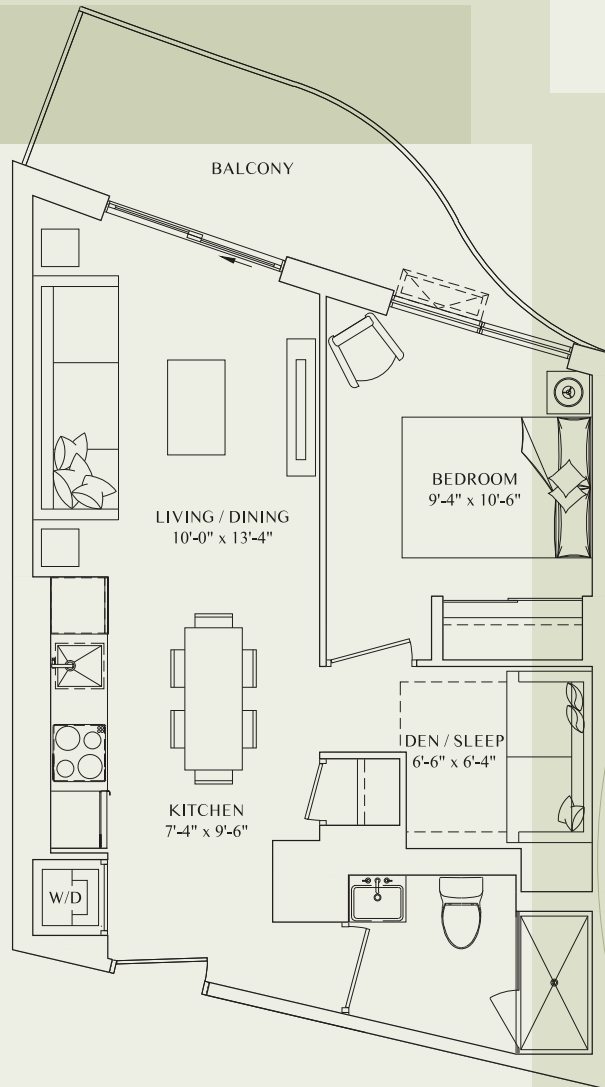 BALCONY
BEDROOM
9'-4" x 10'-6"
LIVING / DINING
10'-0" x 13'-4"
DEN / SLEEP
6'-6" x 6'-4"
KITCHEN
7'-4" x 9'-6"
W/D